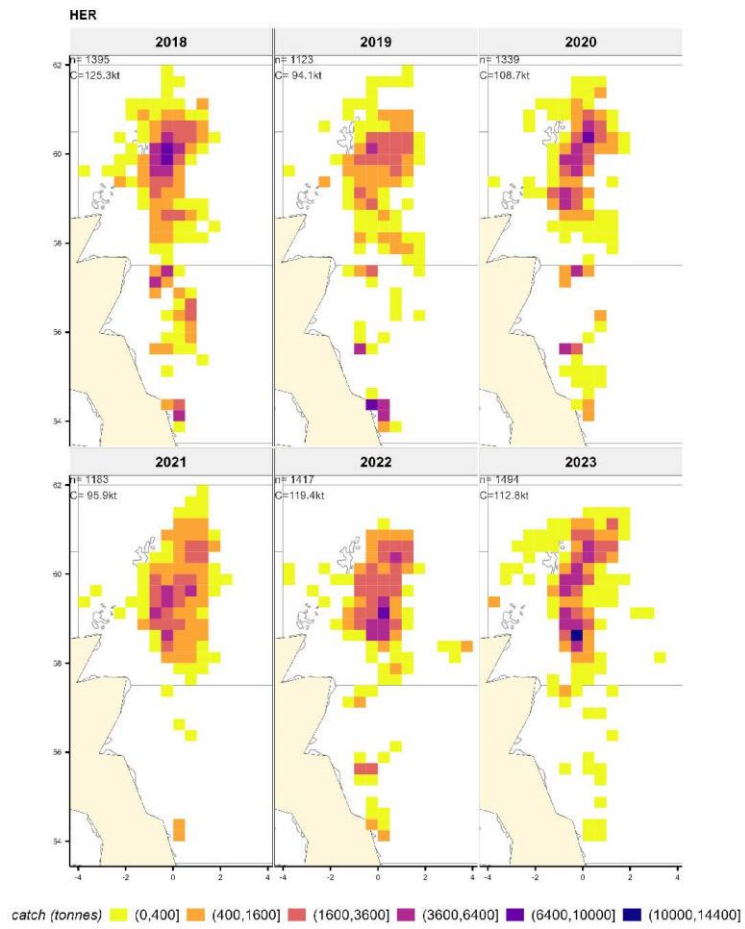 HER
2018 2019 2020
n= 1395 n= 1123 n= 1339
C=125.3kt C=94.1kt C=108.7kt
62
60
58
56
54
2021 2022 2023
n= 1183 n= 1417 n= 1494
C=95.9kt C=119.4kt C=112.8kt
62
60
58
56
54
-4 -2 0 2 4 -4 -2 0 2 4 -4 -2 0 2 4
catch (tonnes) (0,400] (400,1600] (1600,3600] (3600,6400] (6400,10000] (10000,14400]